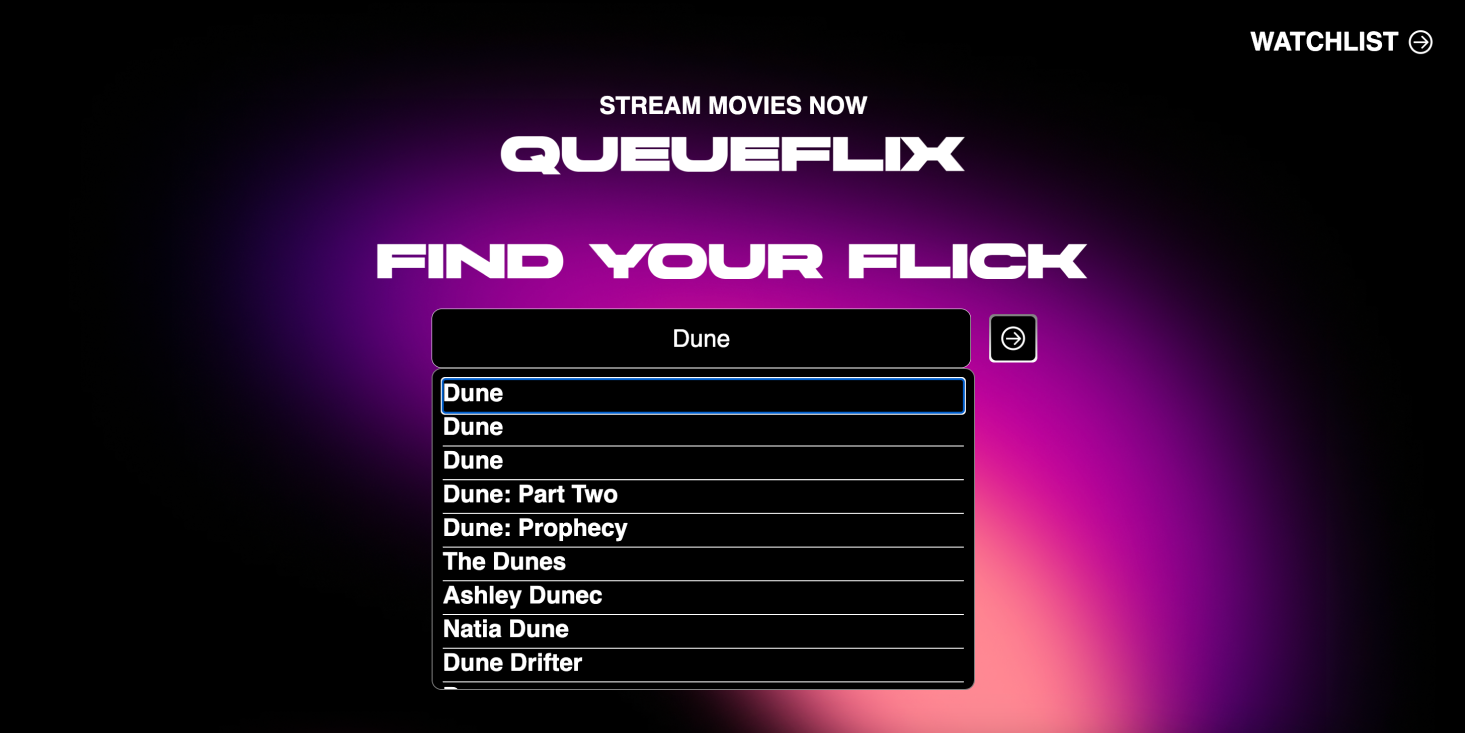 WATCHLIST
STREAM MOVIES NOW
QUEUEFLIX
FIND YOUR FLICK
Dune
Dune
Dune
Dune
Dune: Part Two
Dune: Prophecy
The Dunes
Ashley Dunec
Natia Dune
Dune Drifter